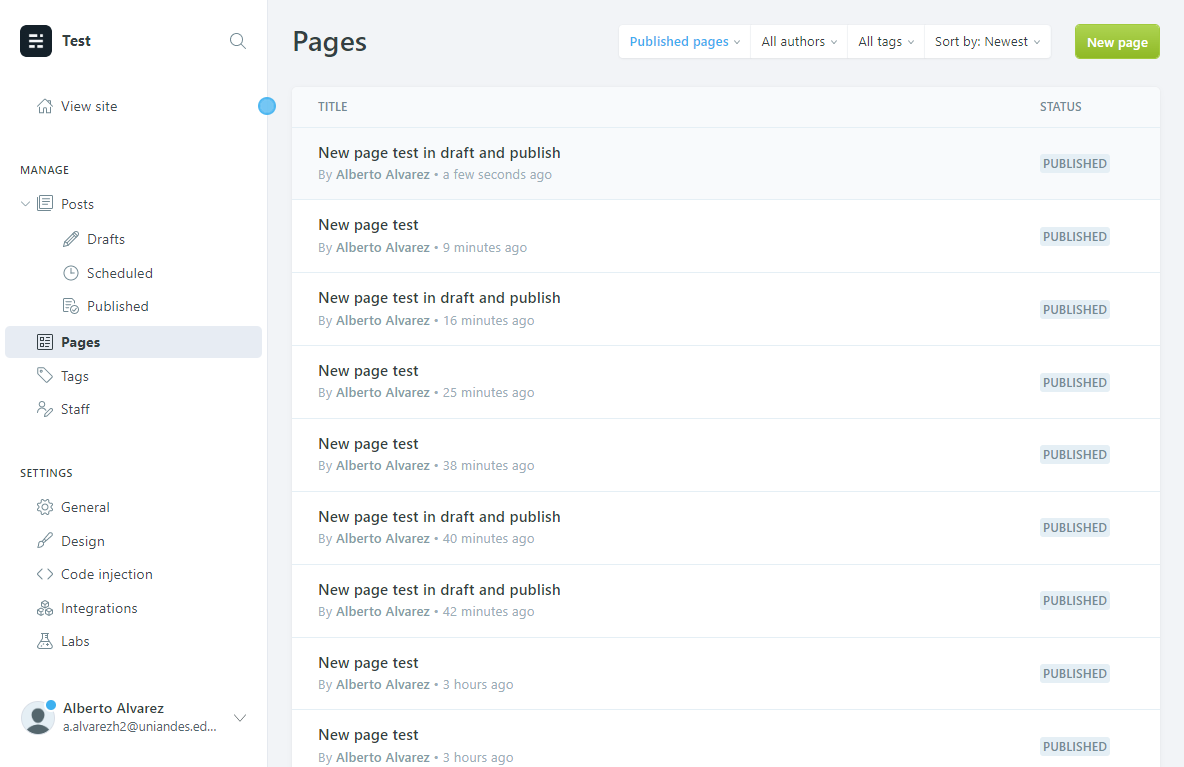 Test
View site
MANAGE
Posts
Drafts
Scheduled
Published
Pages
Tags
Staff
SETTINGS
General
Design
Code injection
Integrations
Labs
Alberto Alvarez
a.alvarezh2@uniandes.ed...
Pages
Published pages All authors All tags Sort by: Newest New page
TITLE STATUS
New page test in draft and publish
By Alberto Alvarez • a few seconds ago
PUBLISHED
New page test
By Alberto Alvarez • 9 minutes ago
PUBLISHED
New page test in draft and publish
By Alberto Alvarez • 16 minutes ago
PUBLISHED
New page test
By Alberto Alvarez • 25 minutes ago
PUBLISHED
New page test
By Alberto Alvarez • 38 minutes ago
PUBLISHED
New page test in draft and publish
By Alberto Alvarez • 40 minutes ago
PUBLISHED
New page test in draft and publish
By Alberto Alvarez • 42 minutes ago
PUBLISHED
New page test
By Alberto Alvarez • 3 hours ago
PUBLISHED
New page test
By Alberto Alvarez • 3 hours ago
PUBLISHED